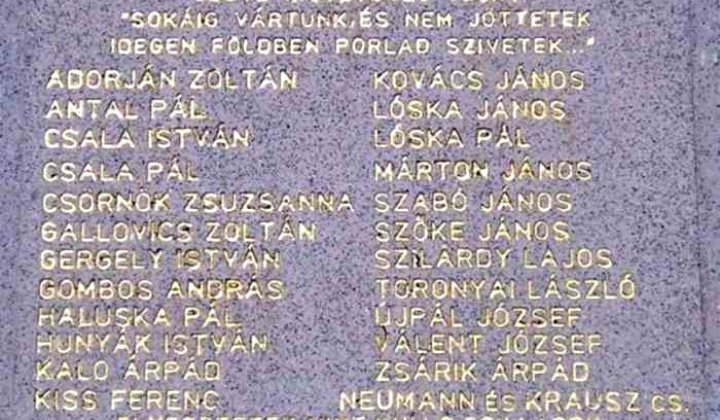 "SOKÁIG VÁRTUNK, ÉS NEM JÖTTETEK
IDEGEN FÖLDBEN PORLAD SZIVETEK..."
ADORJÁN ZOLTÁN
ANTAL PÁL
CSALA ISTVÁN
CSALA PÁL
CSÖRNÖK ZSUZSANNA
GALLOVICS ZOLTÁN
GERGELY ISTVÁN
GOMBOS ANDRÁS
HALUSKA PÁL
HUNYÁK ISTVÁN
KALO ÁRPÁD
KISS FERENC
KOVÁCS JÁNOS
LÓSKA JÁNOS
LÓSKA PÁL
MÁRTON JÁNOS
SZABÓ JÁNOS
SZŐKE JÁNOS
SZILÁRDY LAJOS
TORONYAI LÁSZLÓ
ÚJPÁL JÓZSEF
VALENT JÓZSEF
ZSÁRIK ÁRPÁD
NEUMANN ÉS KRAUSZ CS.